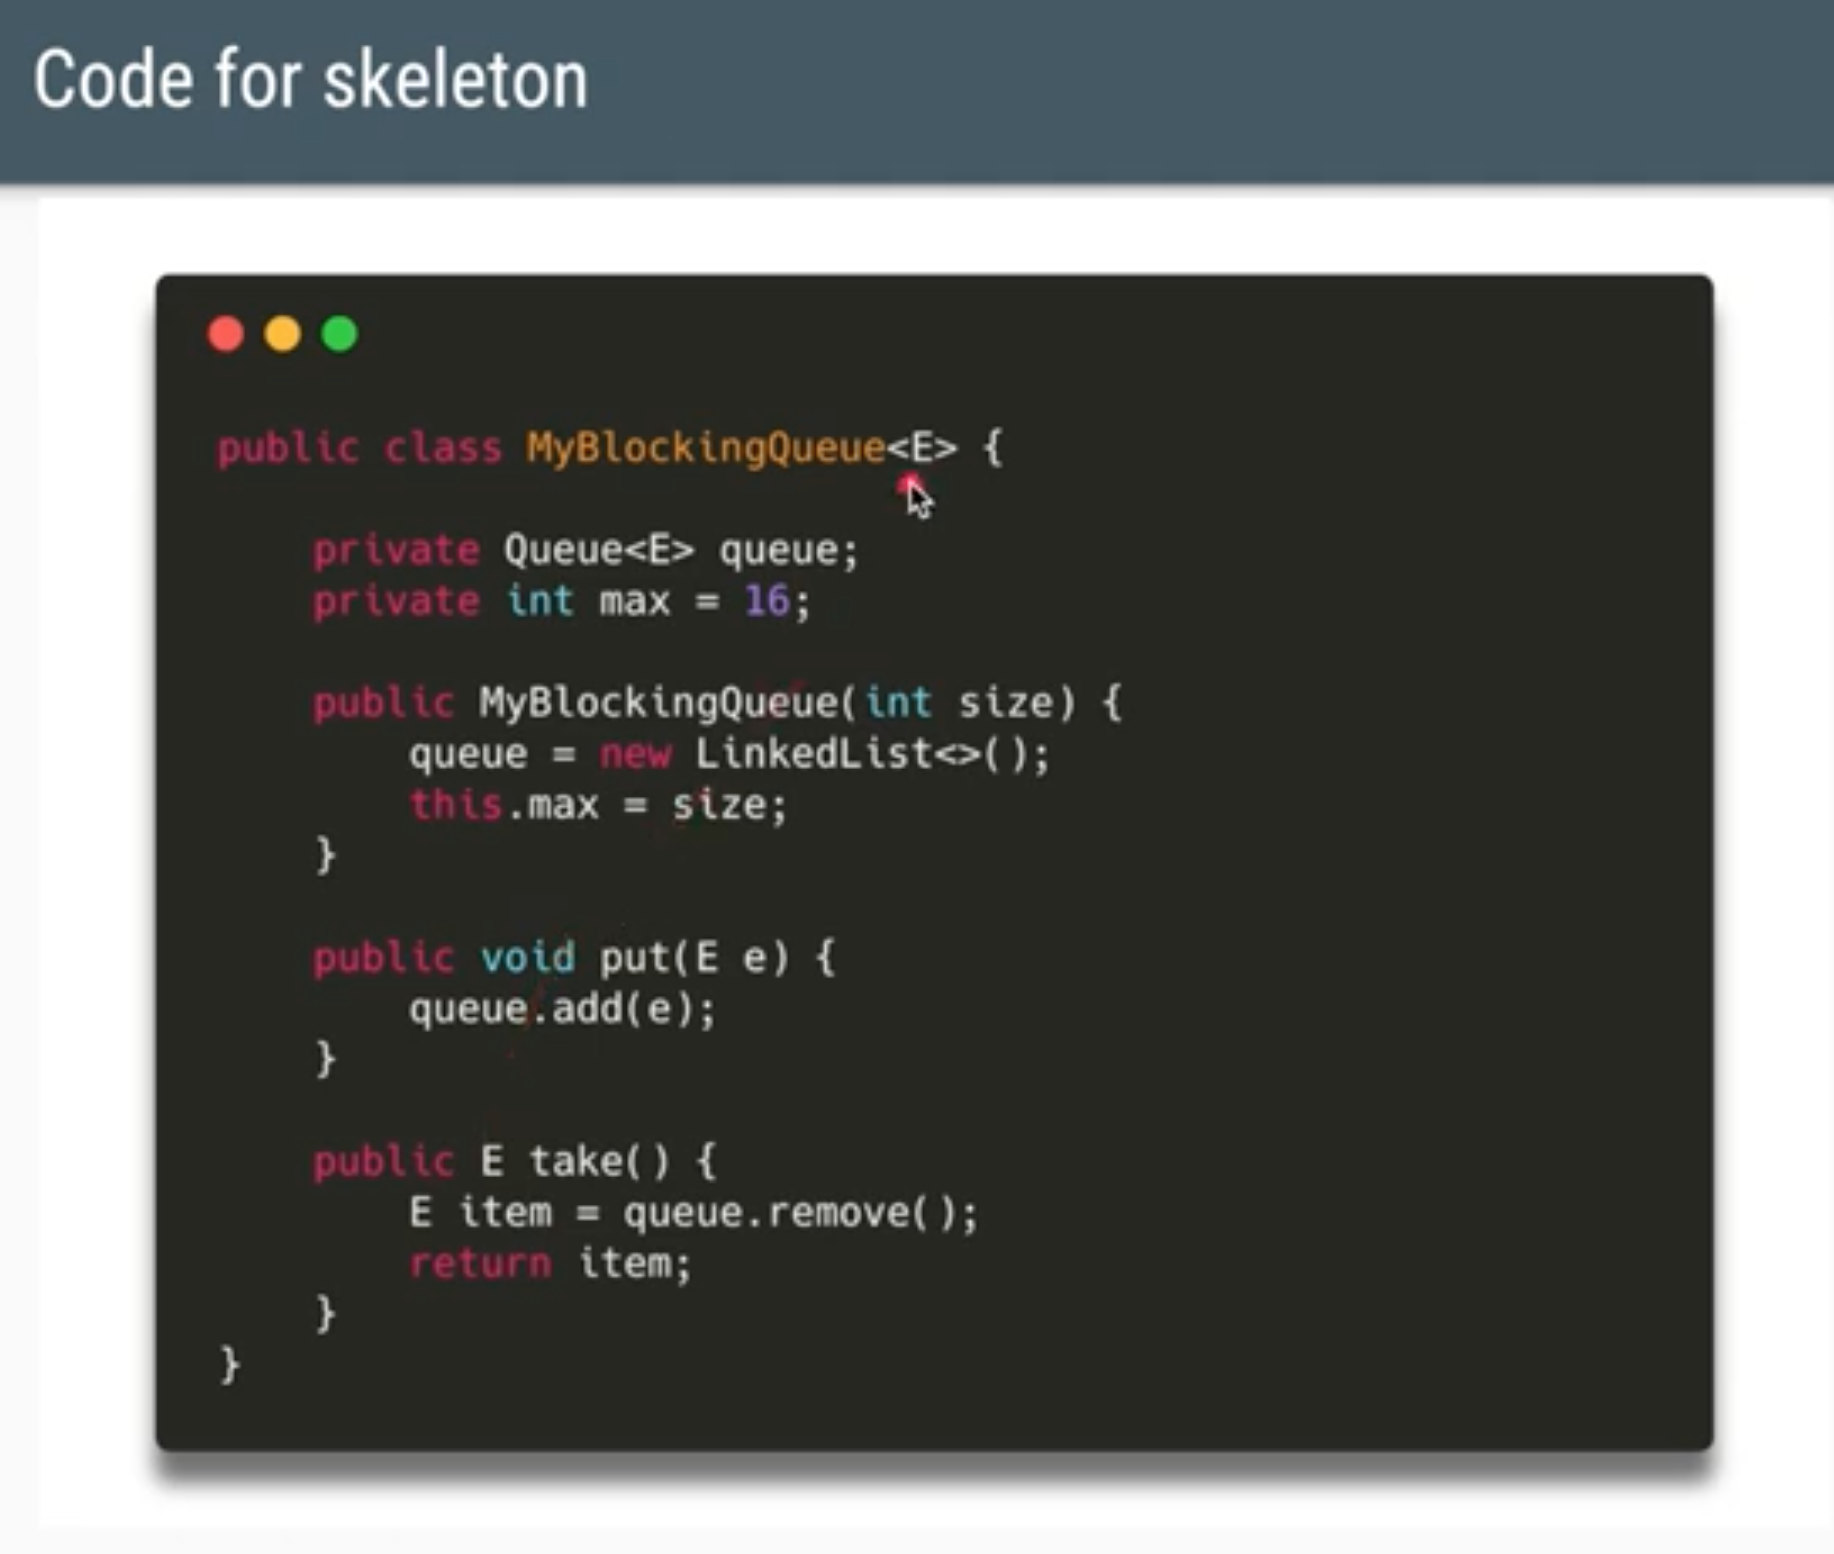 Code for skeleton
public class MyBlockingQueue<E> {
private Queue<E> queue;
private int max = 16;
public MyBlockingQueue(int size) {
queue = new LinkedList<>();
this.max = size;
}
public void put(E e) {
queue.add(e);
}
public E take() {
E item = queue.remove();
return item;
}
}